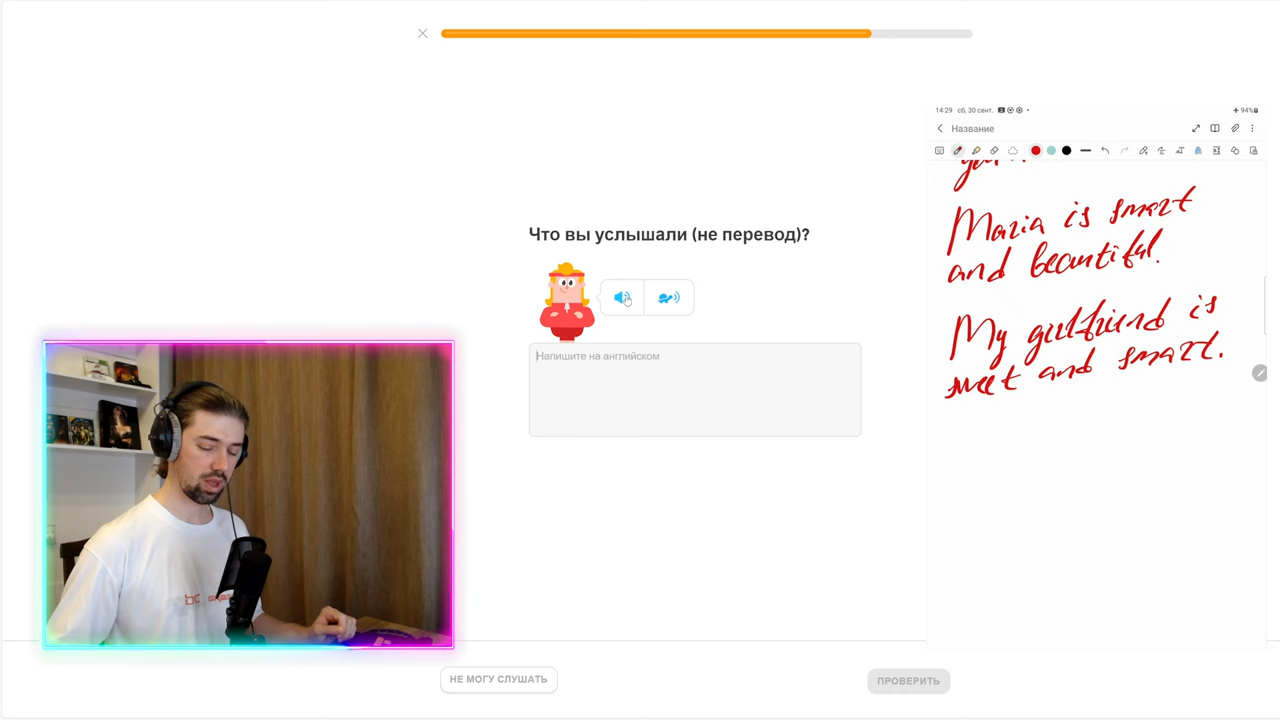 14:29 сб, 30 сент.
94%
Название
Maria is smart
and beautiful.
My girlfriend is
sweet and smart.
Что вы услышали (не перевод)?
Напишите на английском
НЕ МОГУ СЛУШАТЬ
ПРОВЕРИТЬ